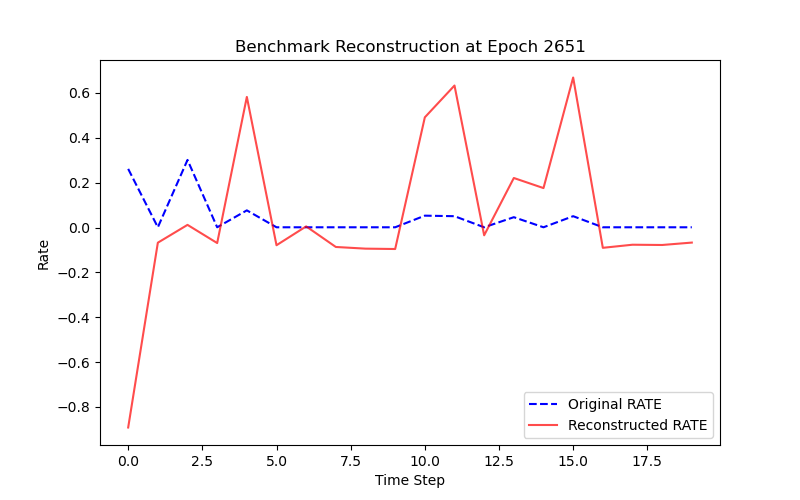 Benchmark Reconstruction at Epoch 2651
0.6
0.4
0.2
0.0
−0.2
−0.4
−0.6
−0.8
Rate
Original RATE
Reconstructed RATE
0.0 2.5 5.0 7.5 10.0 12.5 15.0 17.5
Time Step